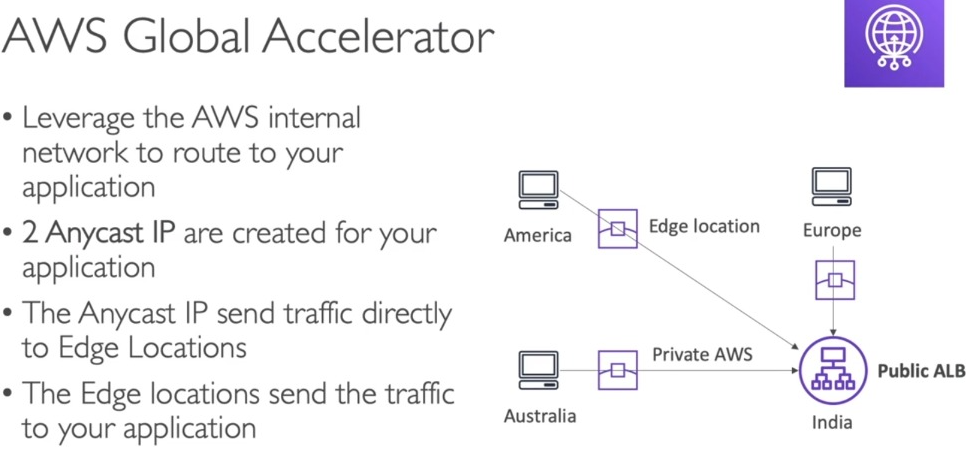 AWS Global Accelerator
• Leverage the AWS internal
network to route to your
application
• 2 Anycast IP are created for your
application
• The Anycast IP send traffic directly
to Edge Locations
• The Edge locations send the traffic
to your application
America
Edge location
Europe
Private AWS
Australia
Public ALB
India